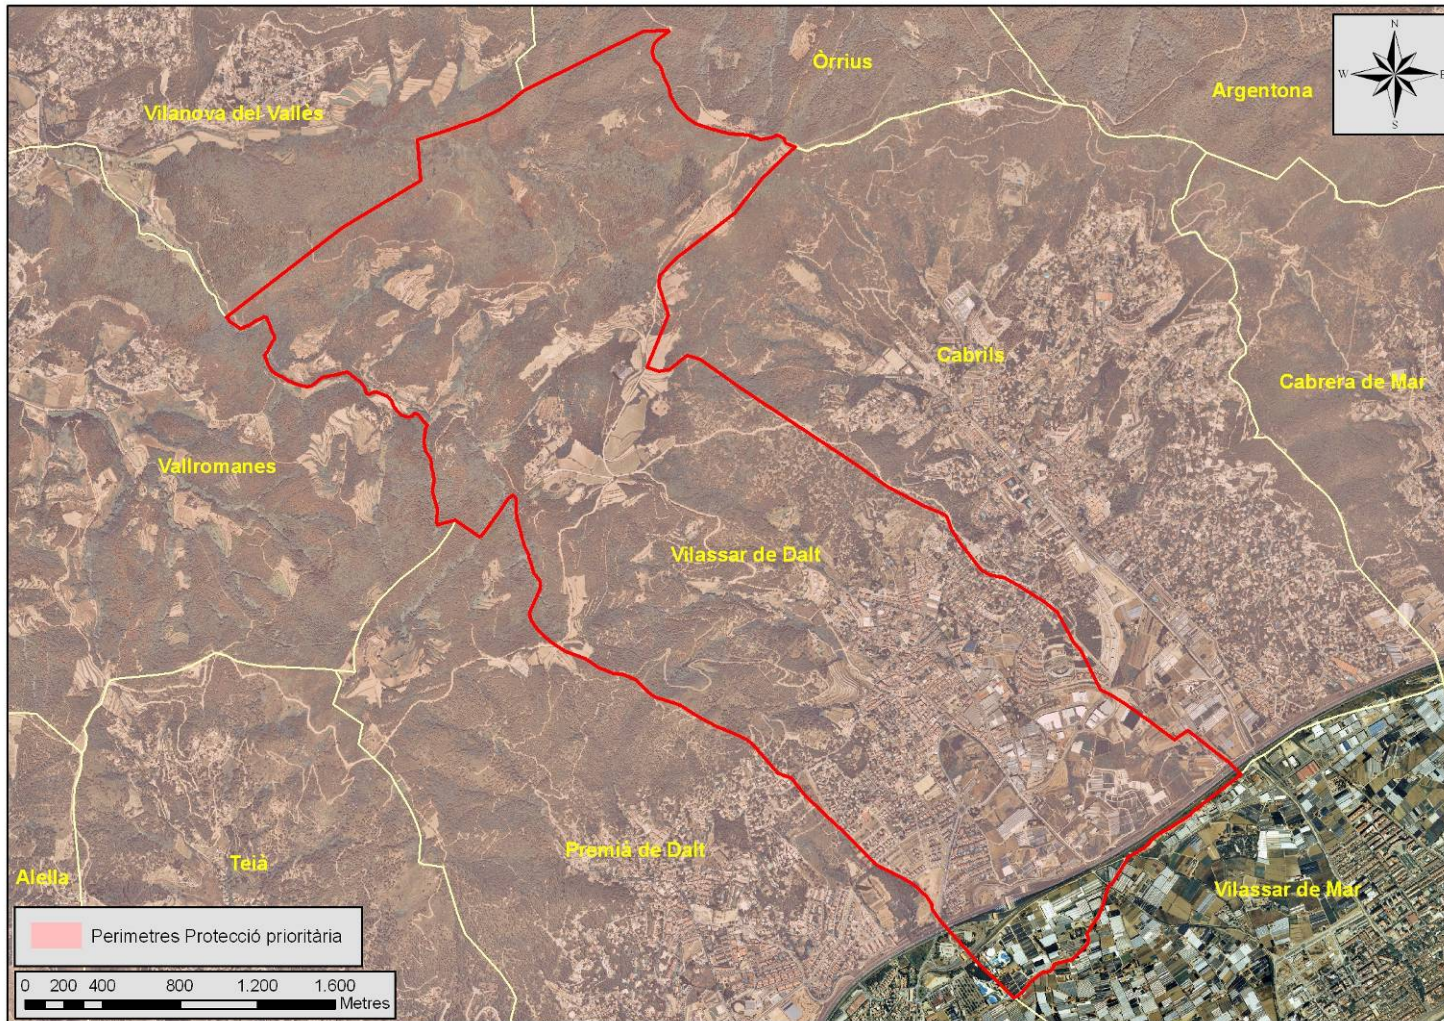 Òrrius
Argentona
N
W
E
S
Vilanova del Vallès
Cabrils
Cabrera de Mar
Vallromanes
Vilassar de Dalt
Premià de Dalt
Teià
Alella
Vilassar de Mar
Perimetres Protecció prioritària
0 200 400 800 1.200 1.600
Metres